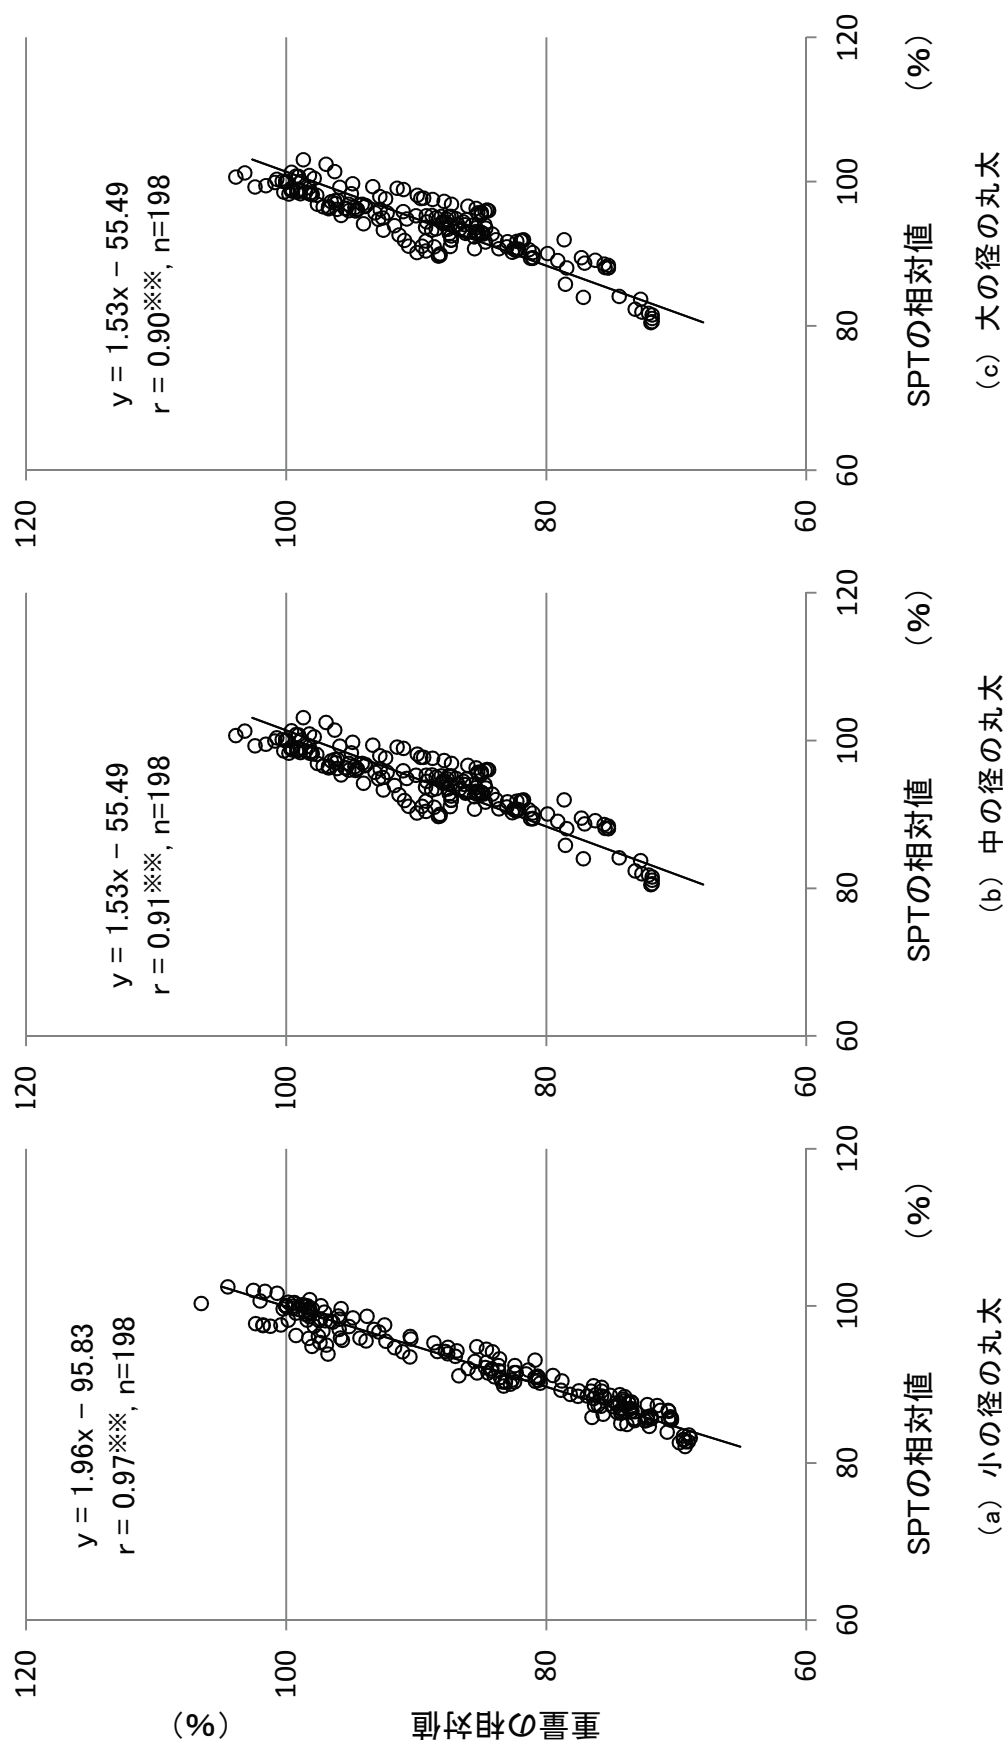 y = 1.96x − 95.83
r = 0.97※※, n=198
120
100
80
60
60
80
100
120
重量の相対値
(%)
SPTの相対値
(%)
(a) 小の径の丸太
y = 1.53x − 55.49
r = 0.91※※, n=198
120
100
80
60
60
80
100
120
SPTの相対値
(%)
(b) 中の径の丸太
y = 1.53x − 55.49
r = 0.90※※, n=198
120
100
80
60
60
80
100
120
SPTの相対値
(%)
(c) 大の径の丸太